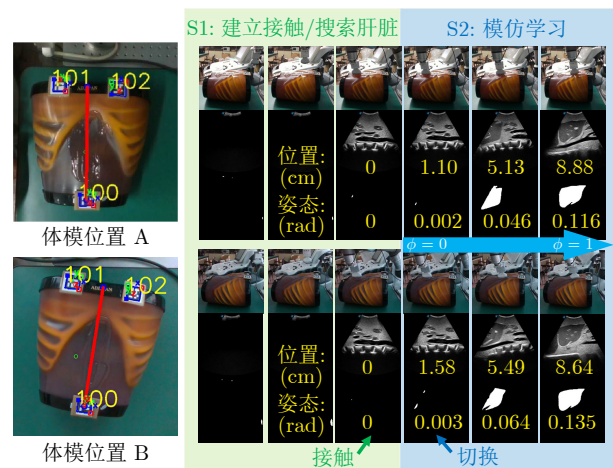 S1: 建立接触/搜索肝脏
S2: 模仿学习
101
102
100
体模位置 A
位置:
(cm)
0
1.10
5.13
8.88
姿态:
(rad)
0
0.002
0.046
0.116
ϕ = 0
ϕ = 1
101
102
100
体模位置 B
位置:
(cm)
0
1.58
5.49
8.64
姿态:
(rad)
0
0.003
0.064
0.135
接触
切换